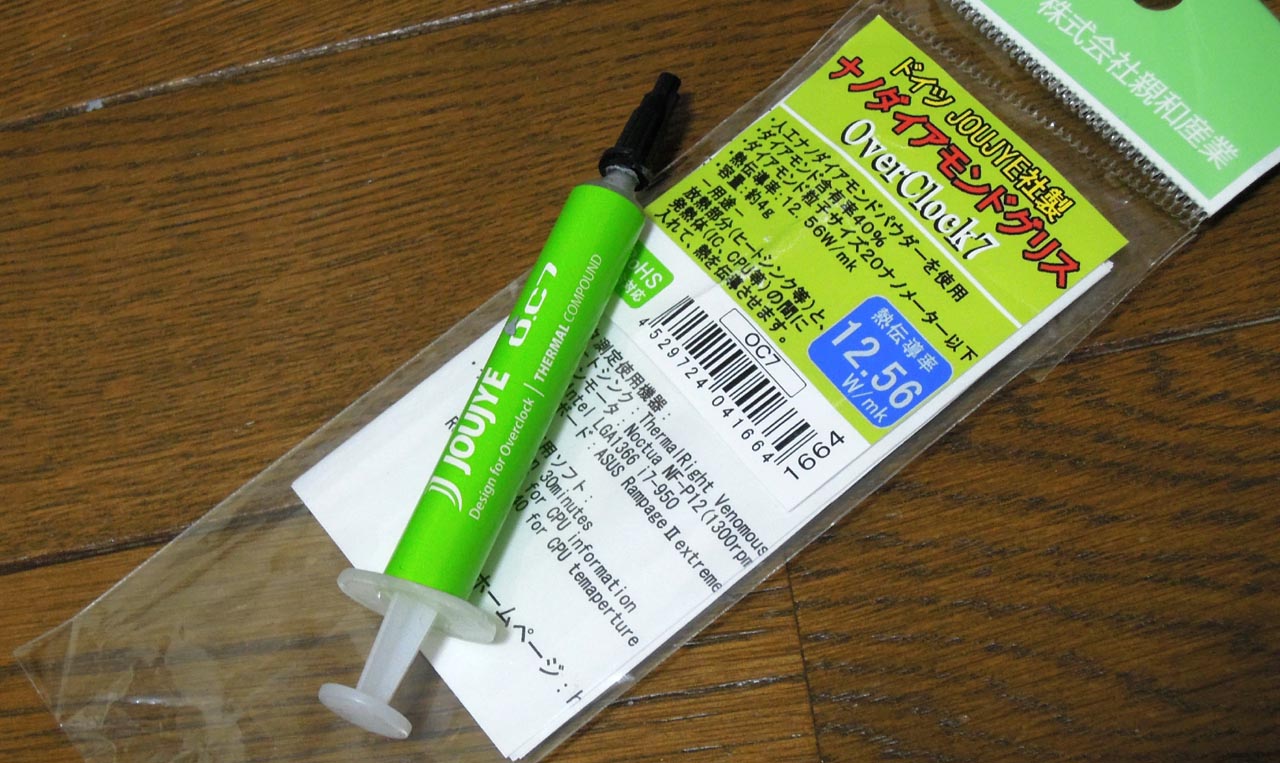 株式会社親和産業
ドイツ JOUJYE社製
ナノダイアモンドグリス
OverClock7
・人工ナノダイアモンドパウダーを使用
・ダイアモンド含有率40%
・ダイアモンド粒子サイズ20ナノメーター以下
・熱伝導率:12.56W/mk
・容量:約4g
－用途－
放熱部分(ヒートシンク等)と、
発熱体(IC、CPU等)の間に
入れて、熱伝導させます。
熱伝導率
12.56
W/mk
HS
対応
OC7
4529724041664
1664
測定使用機器:
トシンク:ThermalRight Venomous
ンモータ:Noctua NF-P12(1300rpm
Intel LGA1366 i7-950
ボード:ASUS Rampage Ⅱ extreme
用ソフト:
30minutes
for CPU information
for CPU temaperture
ホームページ:h
JOUJYE
O.C7
Design for Overclock
THERMAL COMPOUND